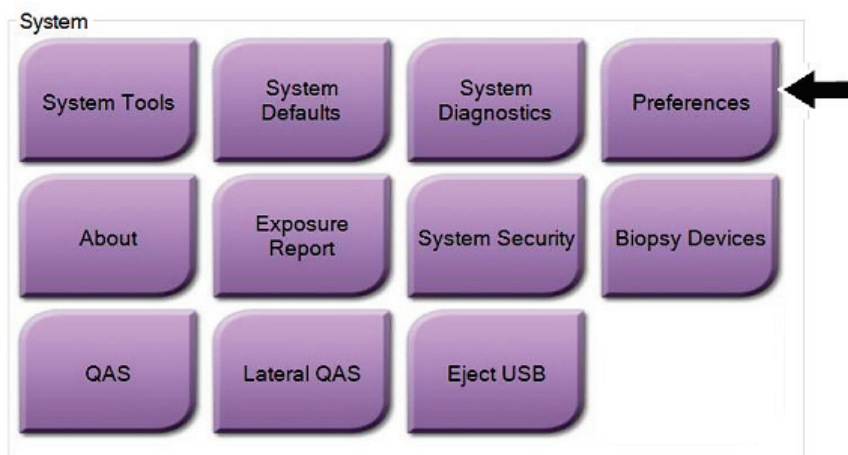 System
System Tools
System
Defaults
System
Diagnostics
Preferences
About
Exposure
Report
System Security
Biopsy Devices
QAS
Lateral QAS
Eject USB